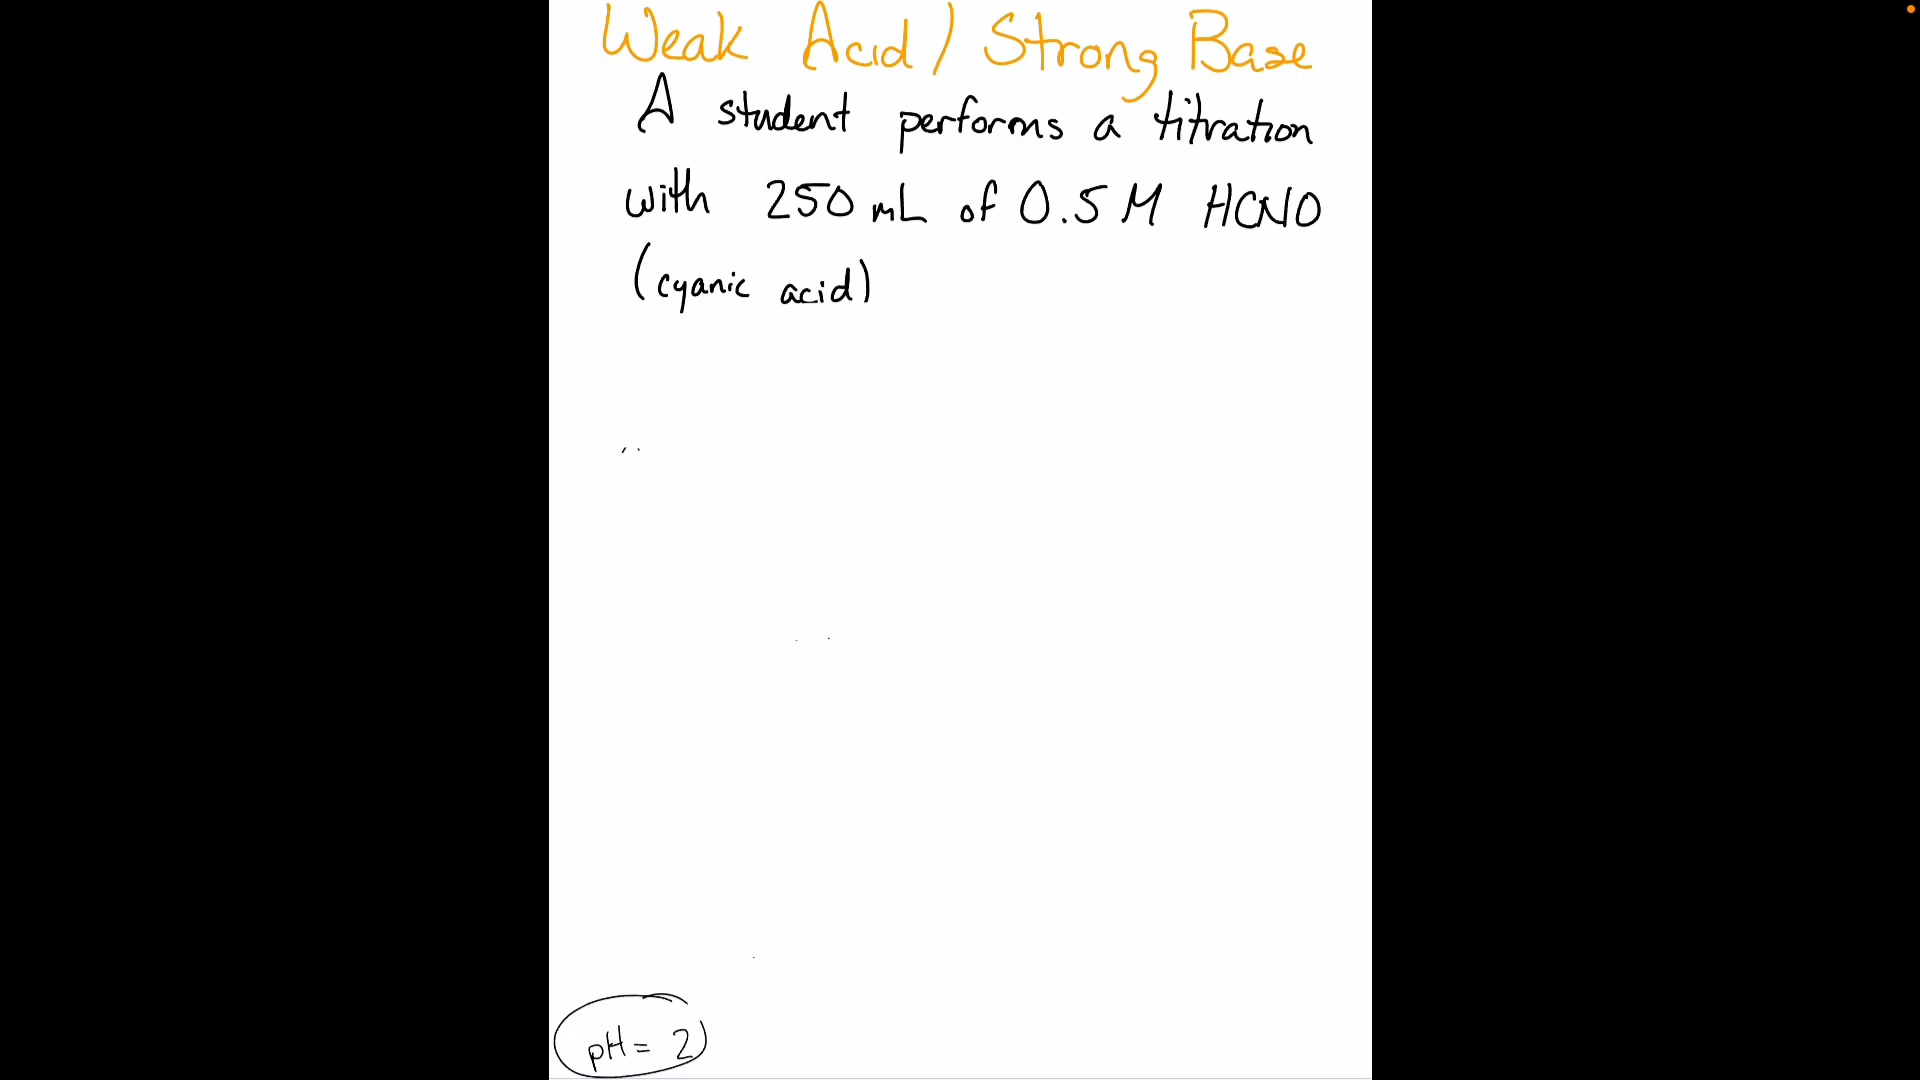 Weak Acid / Strong Base
A student performs a titration
with 250 mL of 0.5 M HCNO
(cyanic acid)
pH = 2